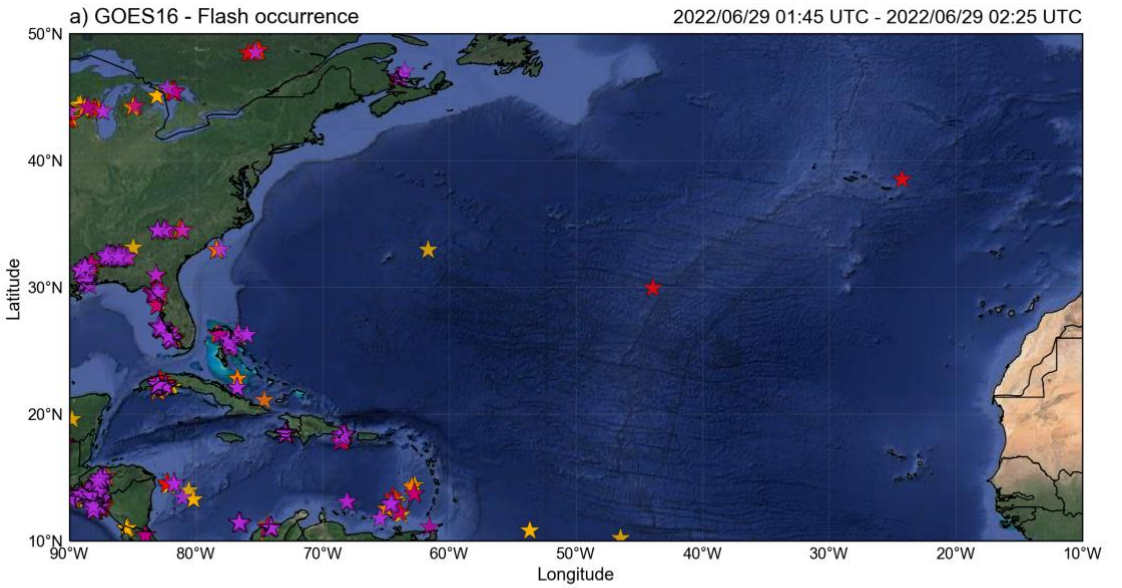 a) GOES16 - Flash occurrence 2022/06/29 01:45 UTC - 2022/06/29 02:25 UTC
50°N
40°N
Latitude
30°N
20°N
10°N
90°W 80°W 70°W 60°W 50°W 40°W 30°W 20°W 10°W
Longitude